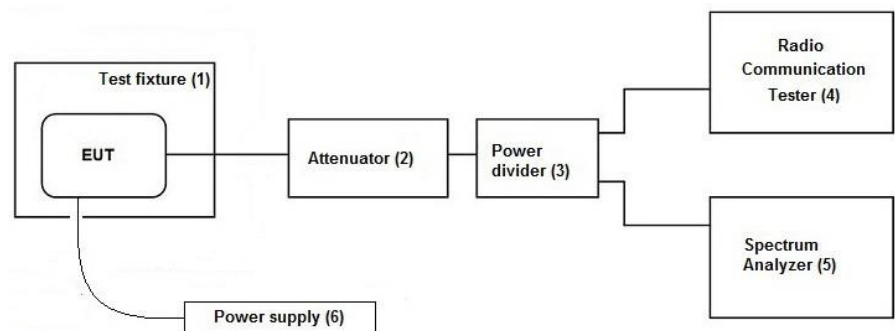 Test fixture (1)
EUT
Attenuator (2)
Power
divider (3)
Radio
Communication
Tester (4)
Spectrum
Analyzer (5)
Power supply (6)